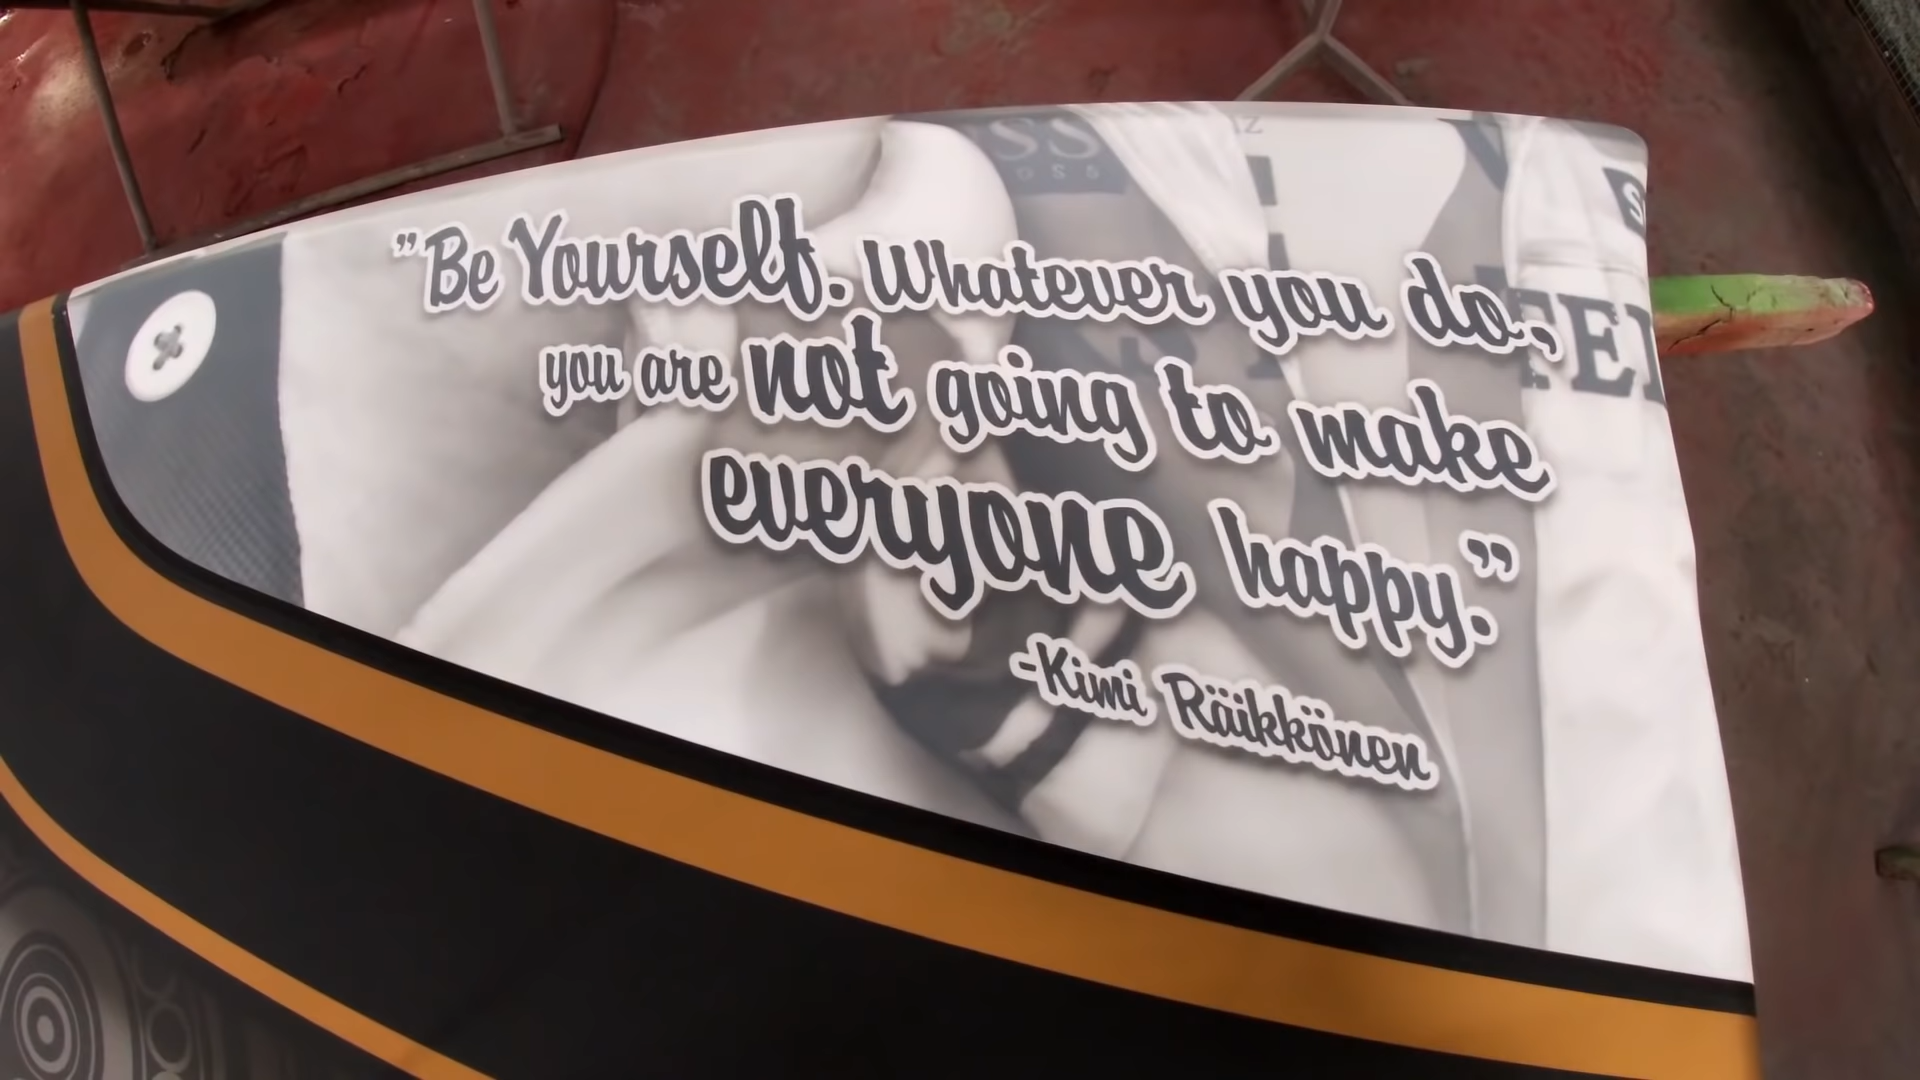 ”Be Yourself. Whatever you do,
you are not going to make
everyone happy.”
-Kimi Räikkönen